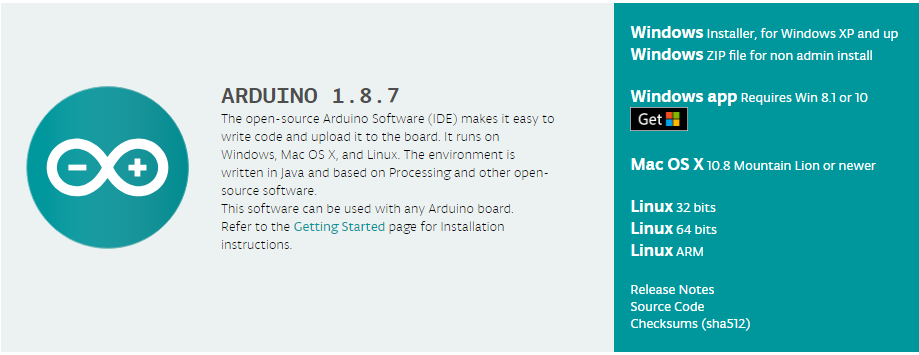 ARDUINO 1.8.7
The open-source Arduino Software (IDE) makes it easy to
write code and upload it to the board. It runs on
Windows, Mac OS X, and Linux. The environment is
written in Java and based on Processing and other open-
source software.
This software can be used with any Arduino board.
Refer to the Getting Started page for Installation
instructions.
Windows Installer, for Windows XP and up
Windows ZIP file for non admin install
Windows app Requires Win 8.1 or 10
Get
Mac OS X 10.8 Mountain Lion or newer
Linux 32 bits
Linux 64 bits
Linux ARM
Release Notes
Source Code
Checksums (sha512)